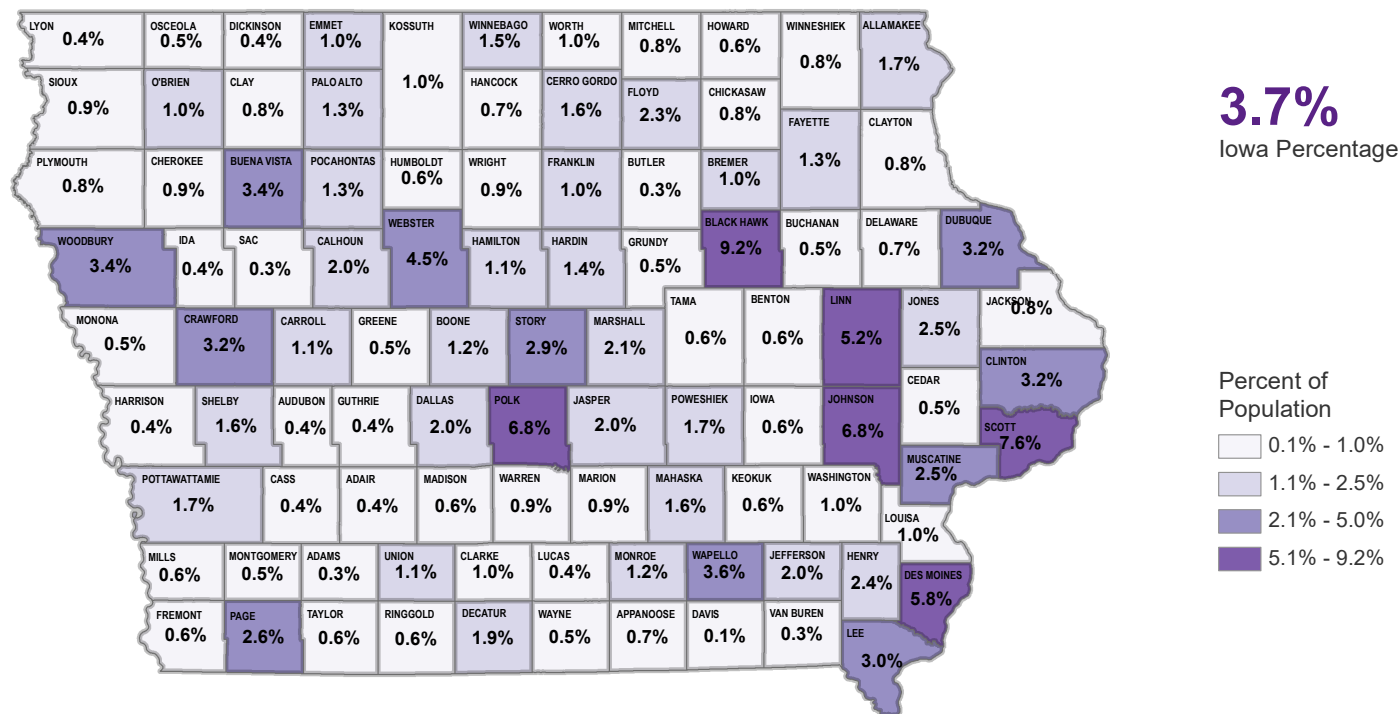 LYON
0.4%
OSCEOLA
0.5%
DICKINSON
0.4%
EMMET
1.0%
KOSSUTH
1.0%
WINNEBAGO
1.5%
WORTH
1.0%
MITCHELL
0.8%
HOWARD
0.6%
WINNESHIEK
0.8%
ALLAMAKEE
1.7%
SIOUX
0.9%
O'BRIEN
1.0%
CLAY
0.8%
PALO ALTO
1.3%
HANCOCK
0.7%
CERRO GORDO
1.6%
FLOYD
2.3%
CHICKASAW
0.8%
FAYETTE
1.3%
CLAYTON
0.8%
PLYMOUTH
0.8%
CHEROKEE
0.9%
BUENA VISTA
3.4%
POCAHONTAS
1.3%
HUMBOLDT
0.6%
WRIGHT
0.9%
FRANKLIN
1.0%
BUTLER
0.3%
BREMER
1.0%
WOODBURY
3.4%
IDA
0.4%
SAC
0.3%
CALHOUN
2.0%
WEBSTER
4.5%
HAMILTON
1.1%
HARDIN
1.4%
GRUNDY
0.5%
BLACK HAWK
9.2%
BUCHANAN
0.5%
DELAWARE
0.7%
DUBUQUE
3.2%
MONONA
0.5%
CRAWFORD
3.2%
CARROLL
1.1%
GREENE
0.5%
BOONE
1.2%
STORY
2.9%
MARSHALL
2.1%
TAMA
0.6%
BENTON
0.6%
LINN
5.2%
JONES
2.5%
JACKSON
0.8%
CLINTON
3.2%
HARRISON
0.4%
SHELBY
1.6%
AUDUBON
0.4%
GUTHRIE
0.4%
DALLAS
2.0%
POLK
6.8%
JASPER
2.0%
POWESHIEK
1.7%
IOWA
0.6%
JOHNSON
6.8%
CEDAR
0.5%
SCOTT
7.6%
MUSCATINE
2.5%
POTTAWATTAMIE
1.7%
CASS
0.4%
ADAIR
0.4%
MADISON
0.6%
WARREN
0.9%
MARION
0.9%
MAHASKA
1.6%
KEOKUK
0.6%
WASHINGTON
1.0%
LOUISA
1.0%
MILLS
0.6%
MONTGOMERY
0.5%
ADAMS
0.3%
UNION
1.1%
CLARKE
1.0%
LUCAS
0.4%
MONROE
1.2%
WAPELLO
3.6%
JEFFERSON
2.0%
HENRY
2.4%
DES MOINES
5.8%
FREMONT
0.6%
PAGE
2.6%
TAYLOR
0.6%
RINGGOLD
0.6%
DECATUR
1.9%
WAYNE
0.5%
APPANOOSE
0.7%
DAVIS
0.1%
VAN BUREN
0.3%
LEE
3.0%
3.7%
Iowa Percentage
Percent of
Population
0.1% - 1.0%
1.1% - 2.5%
2.1% - 5.0%
5.1% - 9.2%